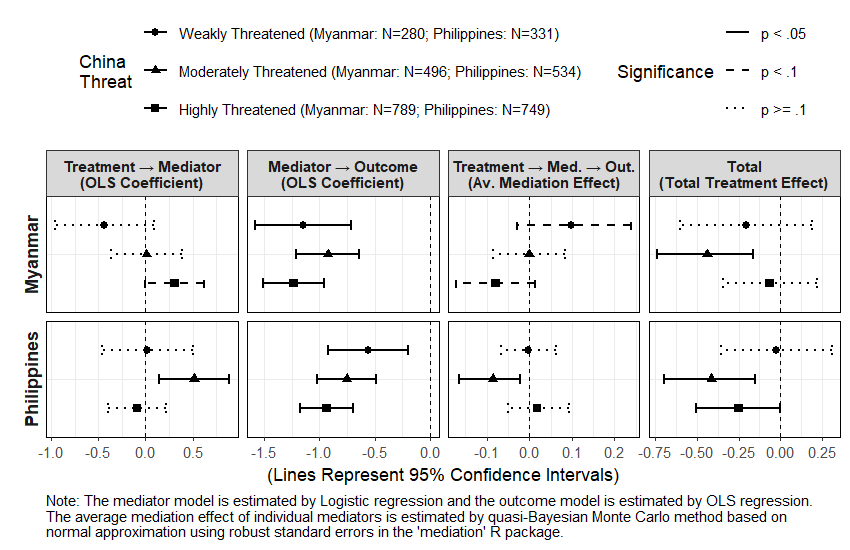 China
Threat
Weakly Threatened (Myanmar: N=280; Philippines: N=331)
Moderately Threatened (Myanmar: N=496; Philippines: N=534)
Highly Threatened (Myanmar: N=789; Philippines: N=749)
Significance
p < .05
p < .1
p >= .1
Treatment → Mediator
(OLS Coefficient)
Mediator → Outcome
(OLS Coefficient)
Treatment → Med. → Out.
(Av. Mediation Effect)
Total
(Total Treatment Effect)
Myanmar
Philippines
-1.0 -0.5 0.0 0.5
-1.5 -1.0 -0.5 0.0
-0.1 0.0 0.1 0.2
-0.75 -0.50 -0.25 0.00 0.25
(Lines Represent 95% Confidence Intervals)
Note: The mediator model is estimated by Logistic regression and the outcome model is estimated by OLS regression.
The average mediation effect of individual mediators is estimated by quasi-Bayesian Monte Carlo method based on
normal approximation using robust standard errors in the 'mediation' R package.